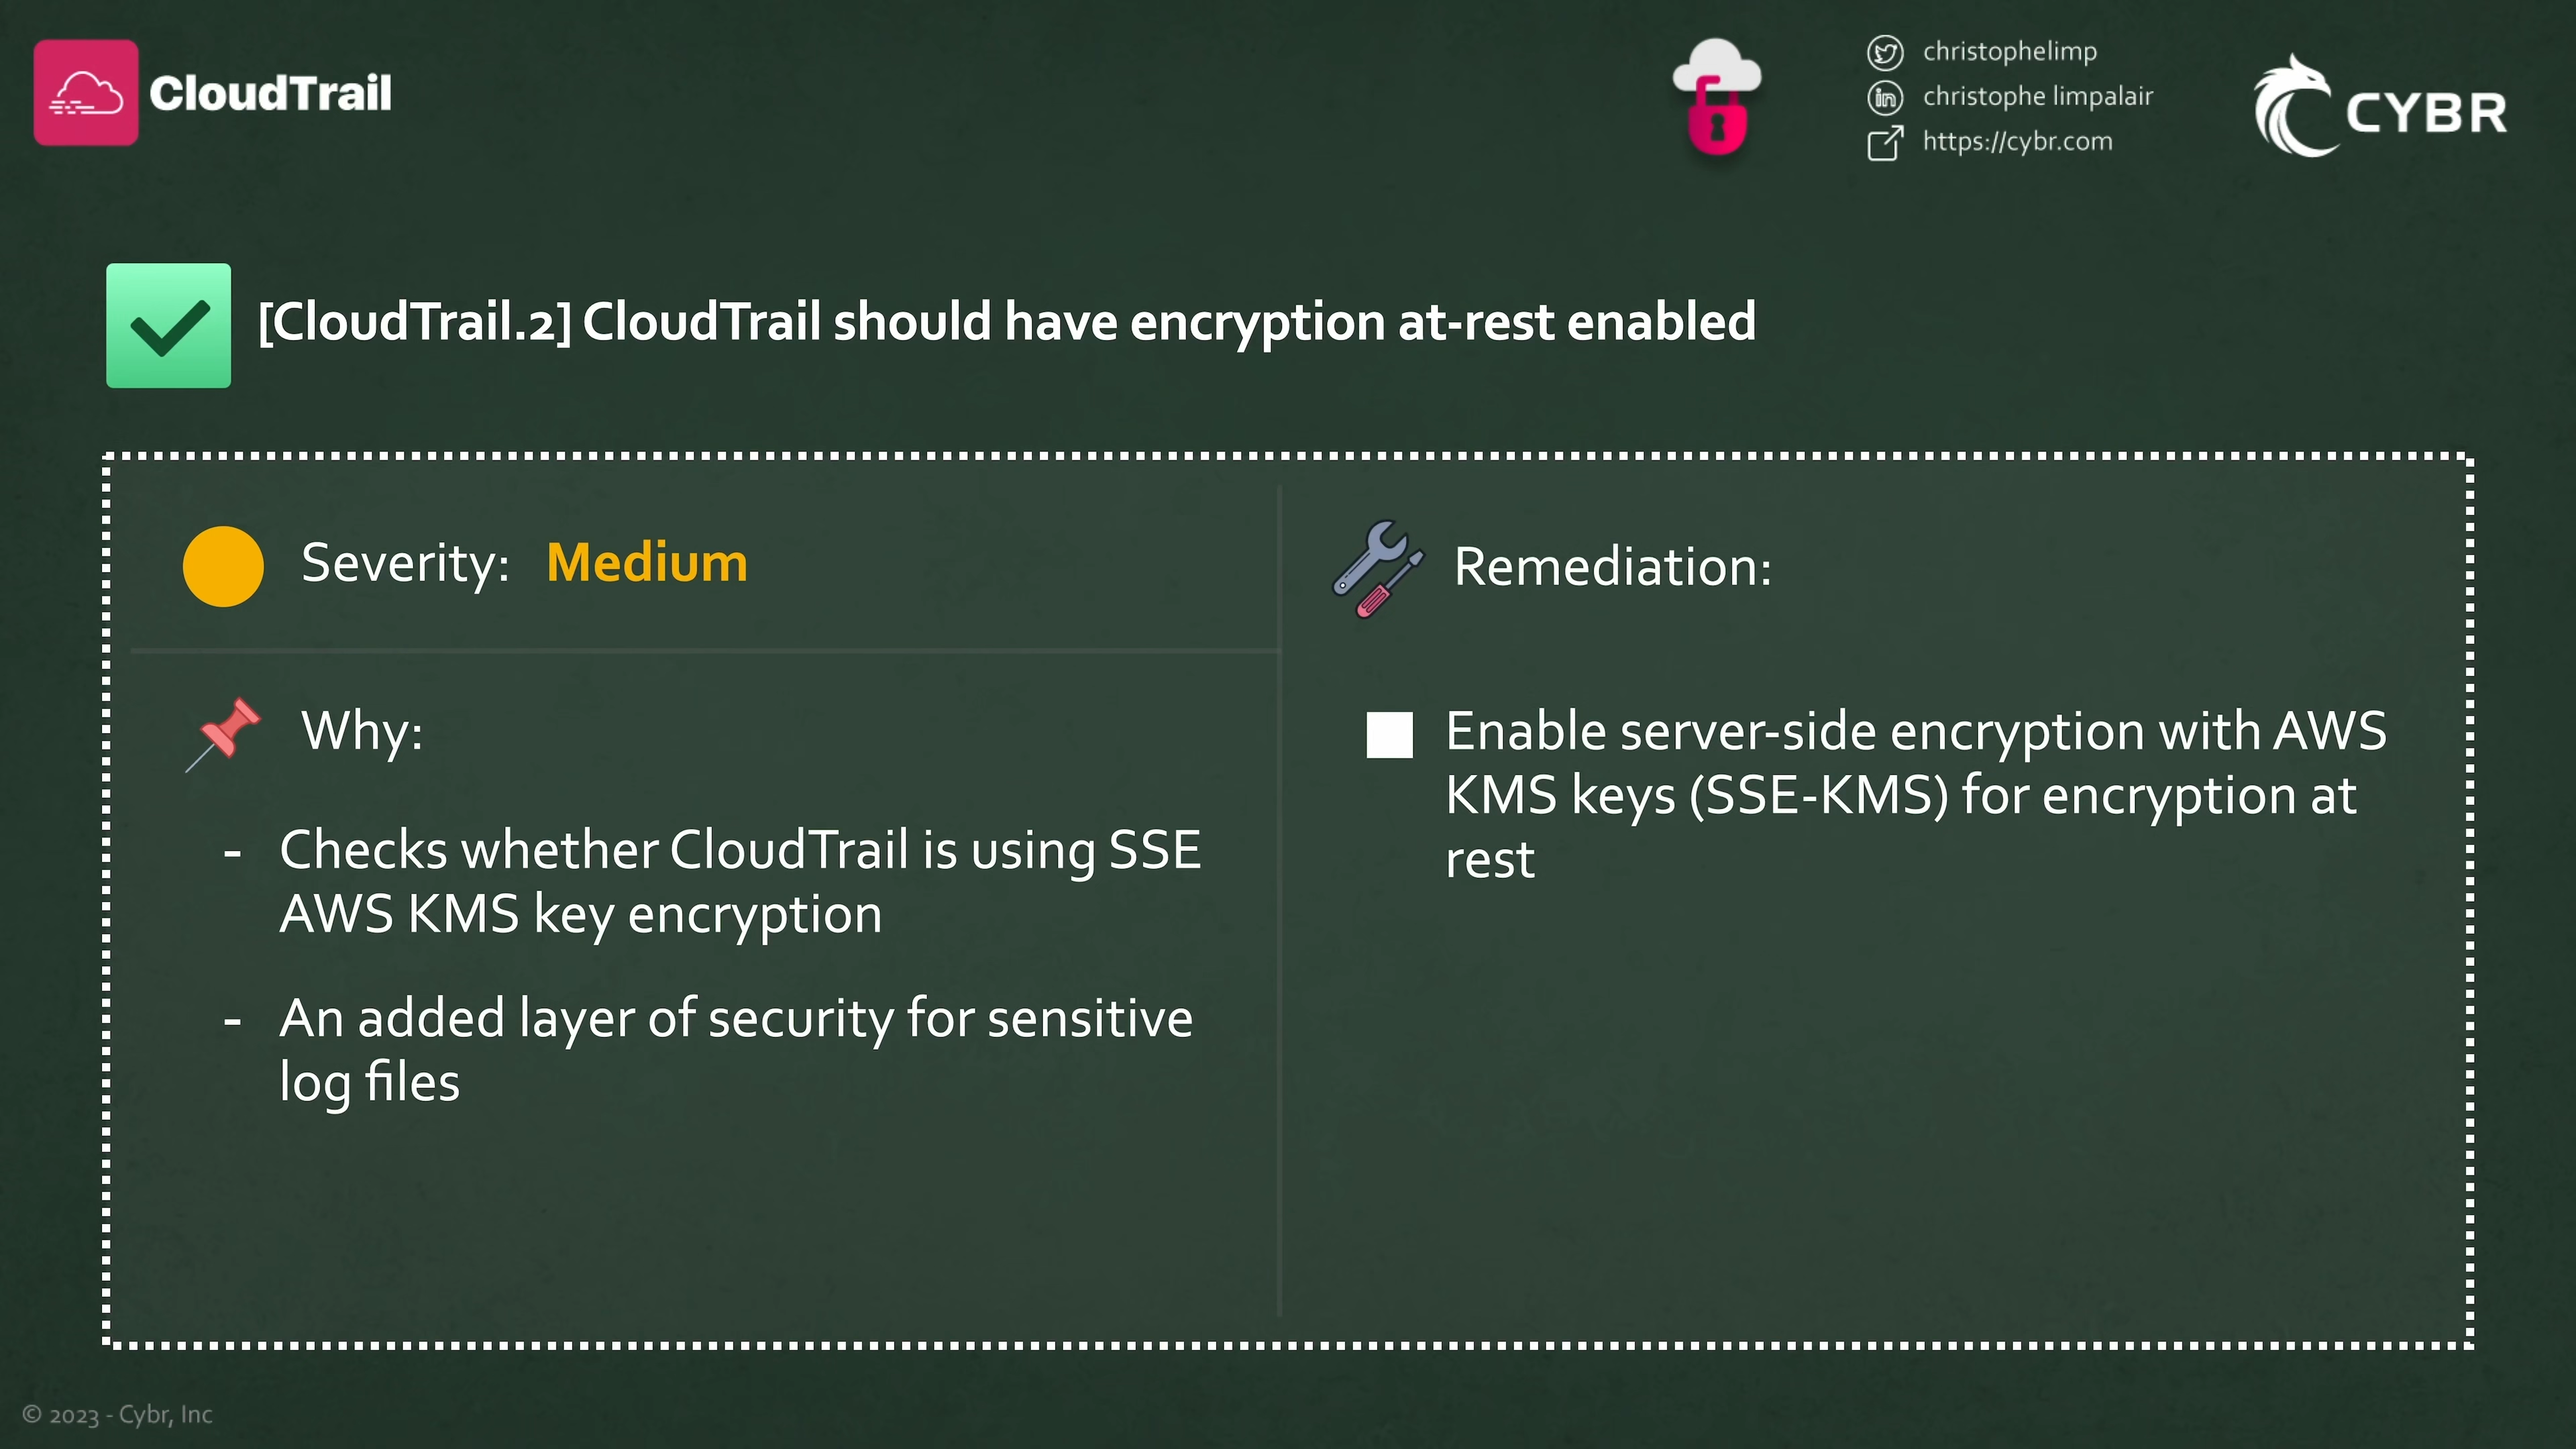 CloudTrail
christophelimp
christophe limpalair
https://cybr.com
CYBR
[CloudTrail.2] CloudTrail should have encryption at-rest enabled
Severity: Medium
Why:
- Checks whether CloudTrail is using SSE
AWS KMS key encryption
- An added layer of security for sensitive
log files
Remediation:
Enable server-side encryption with AWS
KMS keys (SSE-KMS) for encryption at
rest
© 2023 - Cybr, Inc